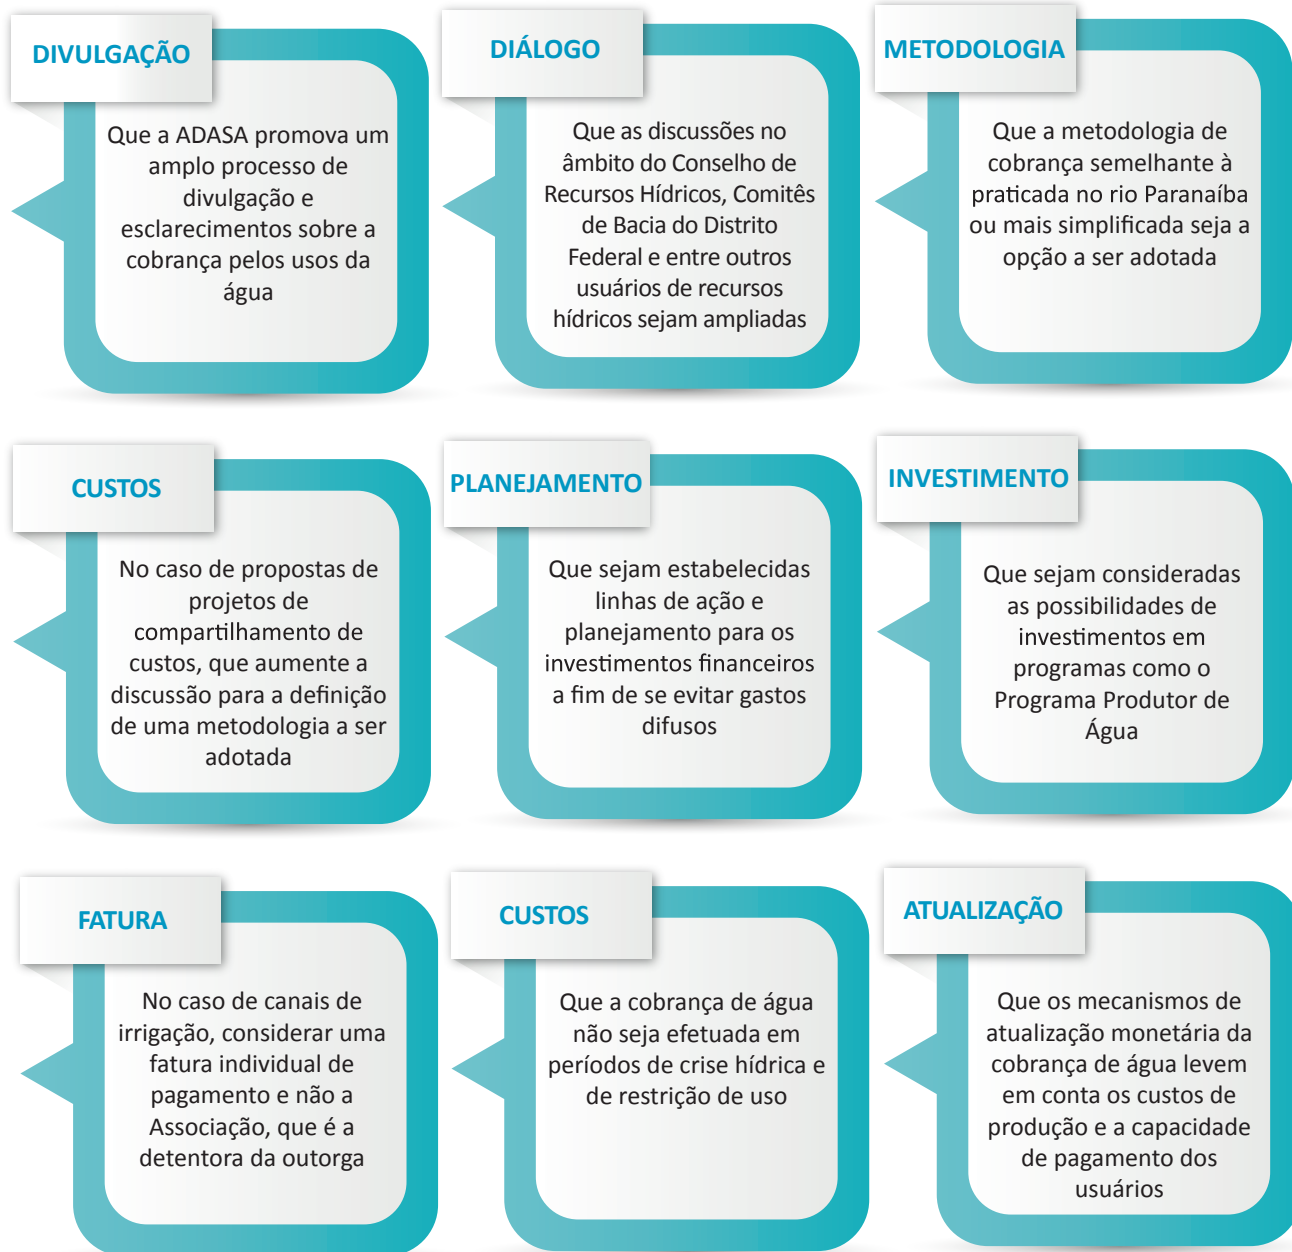 DIVULGAÇÃO
Que a ADASA promova um
amplo processo de
divulgação e
esclarecimentos sobre a
cobrança pelos usos da
água
DIÁLOGO
Que as discussões no
âmbito do Conselho de
Recursos Hídricos, Comitês
de Bacia do Distrito
Federal e entre outros
usuários de recursos
hídricos sejam ampliadas
METODOLOGIA
Que a metodologia de
cobrança semelhante à
praticada no rio Paranaíba
ou mais simplificada seja a
opção a ser adotada
CUSTOS
No caso de propostas de
projetos de
compartilhamento de
custos, que aumente a
discussão para a definição
de uma metodologia a ser
adotada
PLANEJAMENTO
Que sejam estabelecidas
linhas de ação e
planejamento para os
investimentos financeiros
a fim de se evitar gastos
difusos
INVESTIMENTO
Que sejam consideradas
as possibilidades de
investimentos em
programas como o
Programa Produtor de
Água
FATURA
No caso de canais de
irrigação, considerar uma
fatura individual de
pagamento e não a
Associação, que é a
detentora da outorga
CUSTOS
Que a cobrança de água
não seja efetuada em
períodos de crise hídrica e
de restrição de uso
ATUALIZAÇÃO
Que os mecanismos de
atualização monetária da
cobrança de água levem
em conta os custos de
produção e a capacidade
de pagamento dos
usuários